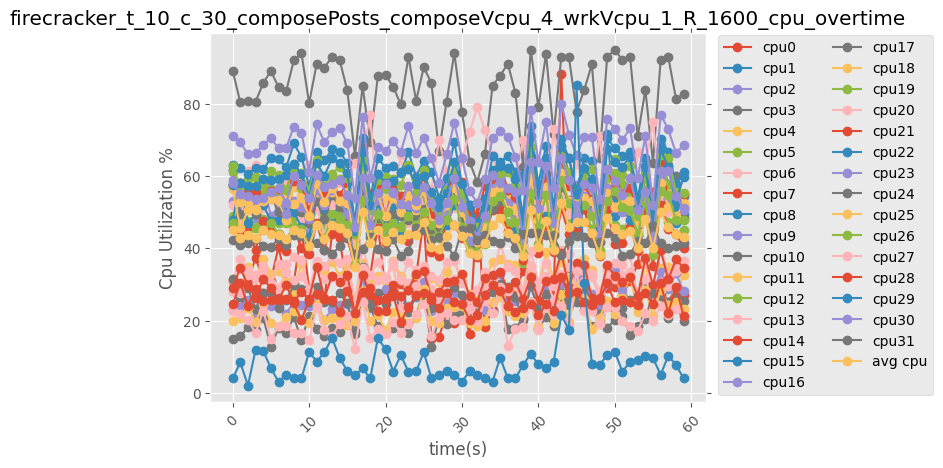 firecracker_t_10_c_30_composePosts_composeVcpu_4_wrkVcpu_1_R_1600_cpu_overtime
Cpu Utilization %
80
60
40
20
0
0
10
20
30
40
50
60
time(s)
cpu0
cpu1
cpu2
cpu3
cpu4
cpu5
cpu6
cpu7
cpu8
cpu9
cpu10
cpu11
cpu12
cpu13
cpu14
cpu15
cpu16
cpu17
cpu18
cpu19
cpu20
cpu21
cpu22
cpu23
cpu24
cpu25
cpu26
cpu27
cpu28
cpu29
cpu30
cpu31
avg cpu